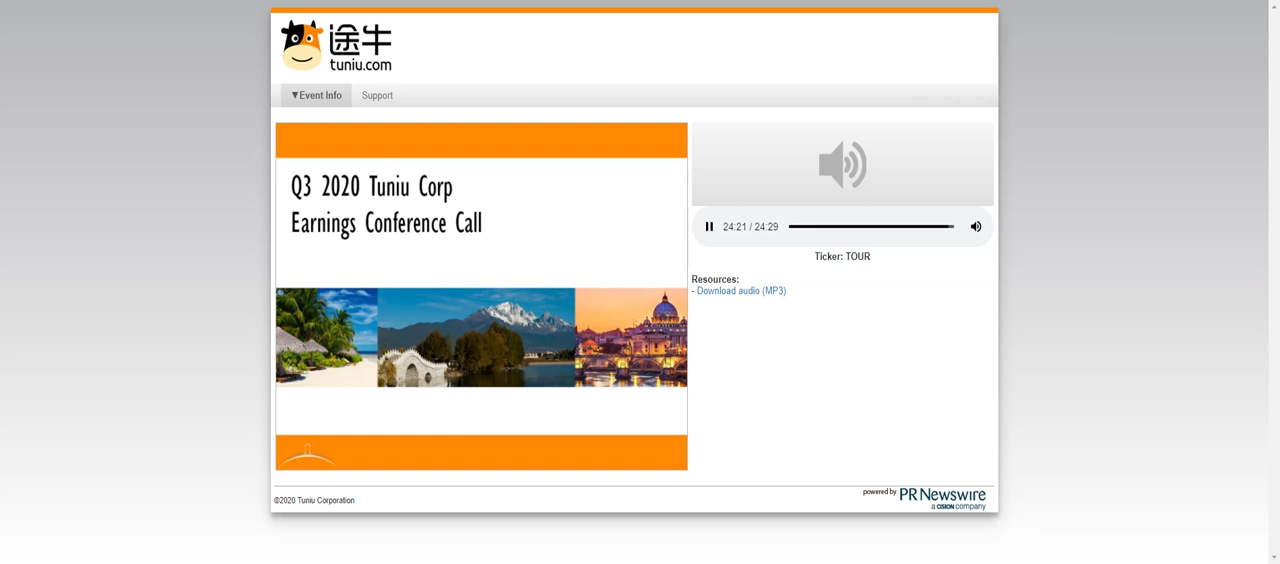 途牛
tuniu.com
▼Event Info
Support
Q3 2020 Tuniu Corp
Earnings Conference Call
24:21 / 24:29
Ticker: TOUR
Resources:
- Download audio (MP3)
©2020 Tuniu Corporation
powered by PR Newswire
a CISION company